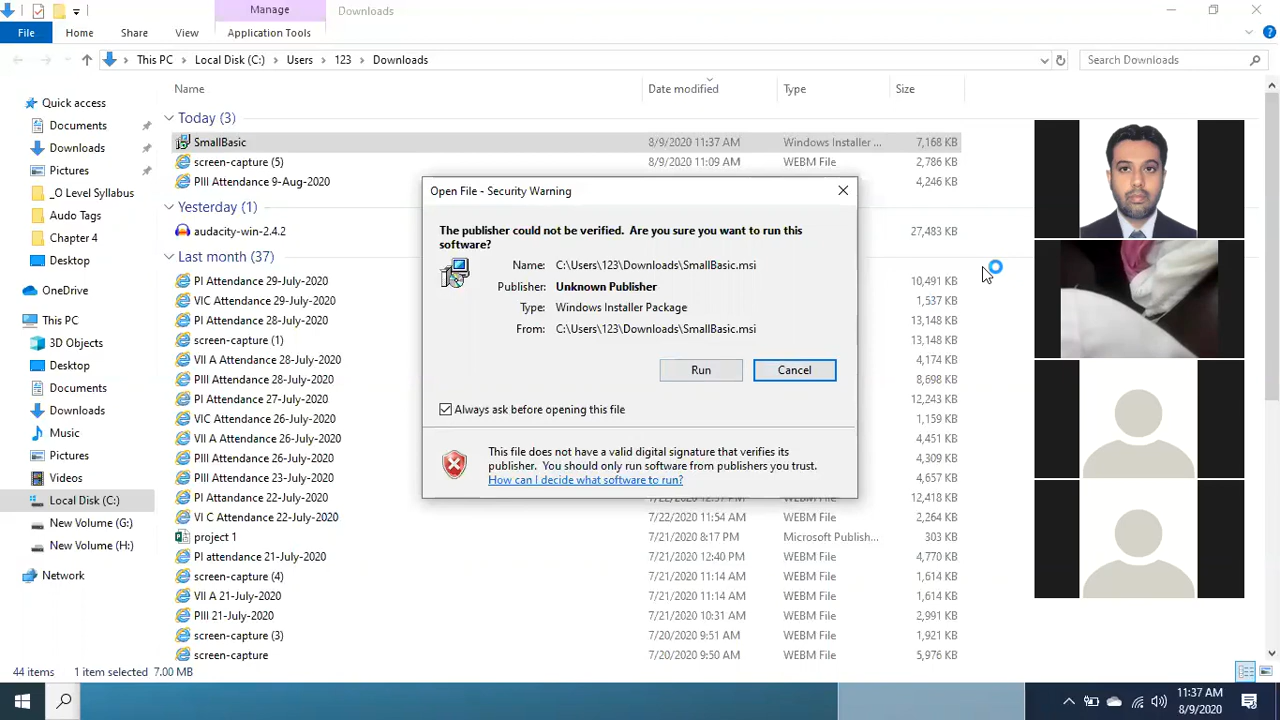 Manage
Downloads
File
Home
Share
View
Application Tools
This PC
Local Disk (C:)
Users
123
Downloads
Search Downloads
Name
Date modified
Type
Size
Quick access
Documents
Downloads
Pictures
_O Level Syllabus
Audo Tags
Chapter 4
Desktop
OneDrive
This PC
3D Objects
Desktop
Documents
Downloads
Music
Pictures
Videos
Local Disk (C:)
New Volume (G:)
New Volume (H:)
Network
Today (3)
SmallBasic 8/9/2020 11:37 AM Windows Installer ... 7,168 KB
screen-capture (5) 8/9/2020 11:09 AM WEBM File 2,786 KB
PIII Attendance 9-Aug-2020 4,246 KB
Yesterday (1)
audacity-win-2.4.2 27,483 KB
Last month (37)
PI Attendance 29-July-2020 10,491 KB
VIC Attendance 29-July-2020 1,537 KB
PI Attendance 28-July-2020 13,148 KB
screen-capture (1) 13,148 KB
VII A Attendance 28-July-2020 4,174 KB
PIII Attendance 28-July-2020 8,698 KB
PI Attendance 27-July-2020 12,243 KB
VIC Attendance 26-July-2020 1,159 KB
VII A Attendance 26-July-2020 4,451 KB
PIII Attendance 26-July-2020 4,309 KB
PIII Attendance 23-July-2020 4,657 KB
PI Attandance 22-July-2020 12,418 KB
VI C Attendance 22-July-2020 7/22/2020 11:54 AM WEBM File 2,264 KB
project 1 7/21/2020 8:17 PM Microsoft Publish... 303 KB
PI attendance 21-July-2020 7/21/2020 12:40 PM WEBM File 4,770 KB
screen-capture (4) 7/21/2020 11:14 AM WEBM File 1,614 KB
VII A 21-July-2020 7/21/2020 11:14 AM WEBM File 1,614 KB
PIII 21-July-2020 7/21/2020 10:31 AM WEBM File 2,991 KB
screen-capture (3) 7/20/2020 9:51 AM WEBM File 1,921 KB
screen-capture 7/20/2020 9:50 AM WEBM File 5,976 KB
Open File - Security Warning
The publisher could not be verified. Are you sure you want to run this
software?
Name: C:\Users\123\Downloads\SmallBasic.msi
Publisher: Unknown Publisher
Type: Windows Installer Package
From: C:\Users\123\Downloads\SmallBasic.msi
Run
Cancel
Always ask before opening this file
This file does not have a valid digital signature that verifies its
publisher. You should only run software from publishers you trust.
How can I decide what software to run?
44 items
1 item selected 7.00 MB
11:37 AM
8/9/2020